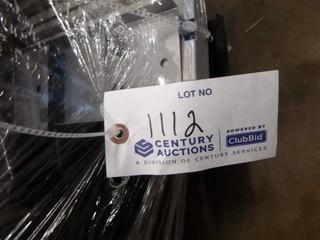 LOT NO
1112
CENTURY
AUCTIONS
POWERED BY
ClubBid
A DIVISION OF CENTURY SERVICES